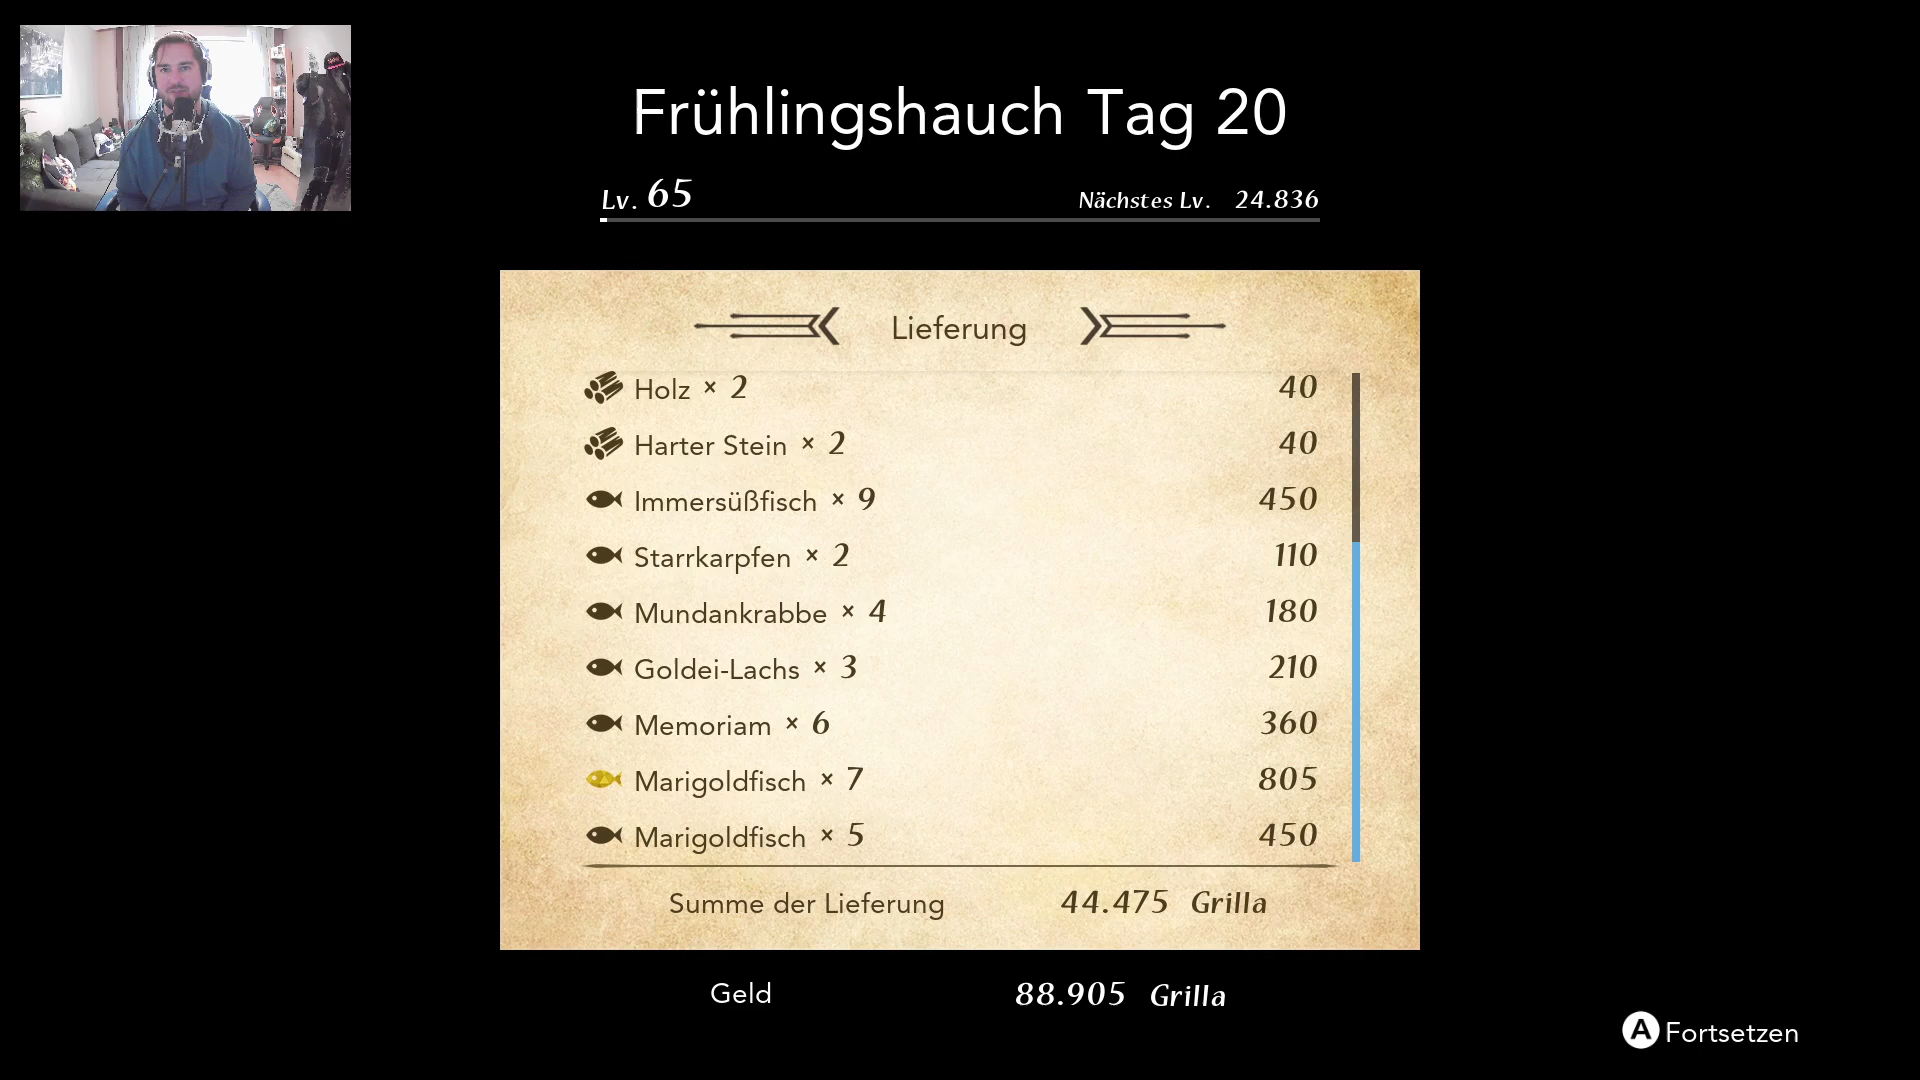 Frühlingshauch Tag 20
Lv. 65 Nächstes Lv. 24.836
Lieferung
Holz × 2 40
Harter Stein × 2 40
Immersüßfisch × 9 450
Starrkarpfen × 2 110
Mundankrabbe × 4 180
Goldei-Lachs × 3 210
Memoriam × 6 360
Marigoldfisch × 7 805
Marigoldfisch × 5 450
Summe der Lieferung 44.475 Grilla
Geld 88.905 Grilla
A Fortsetzen